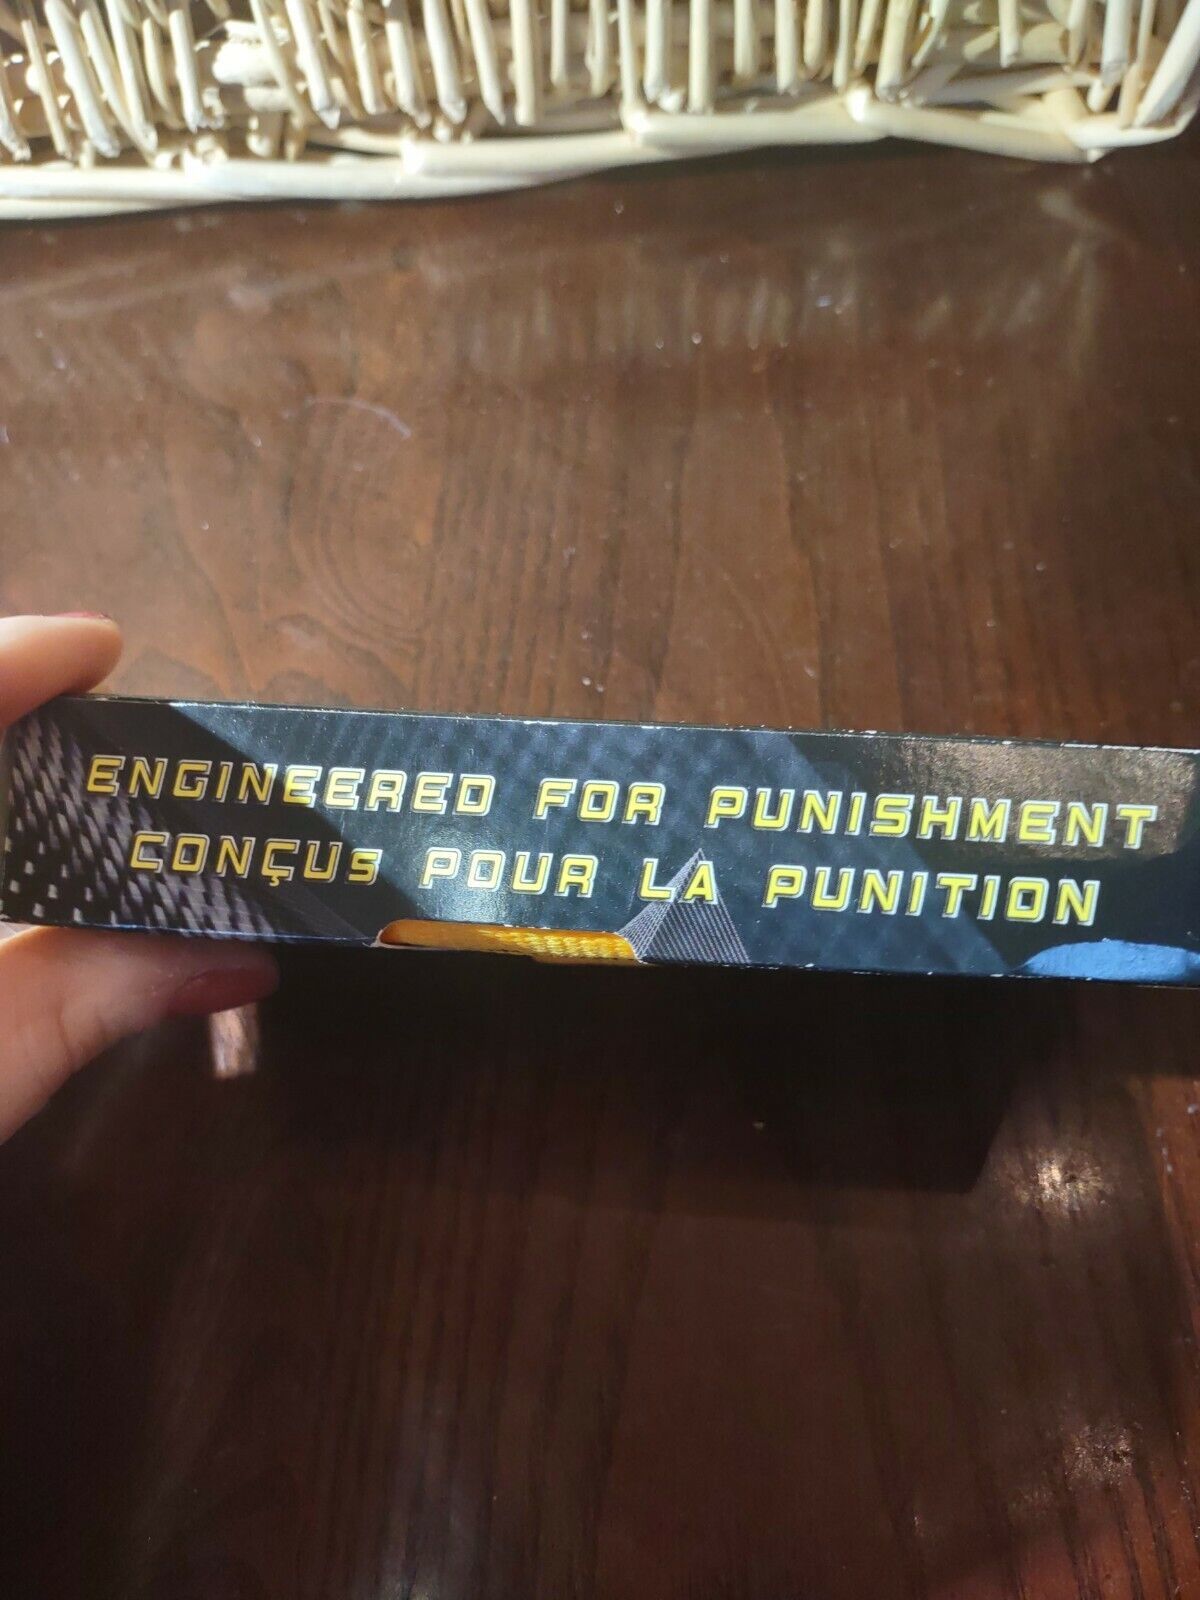 ENGINEERED FOR PUNISHMENT
CONÇUs POUR LA PUNITION